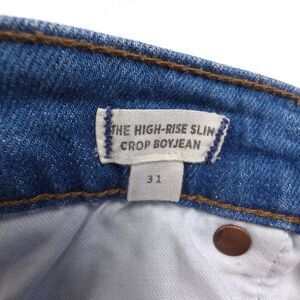 THE HIGH-RISE SLIM
CROP BOYJEAN
31